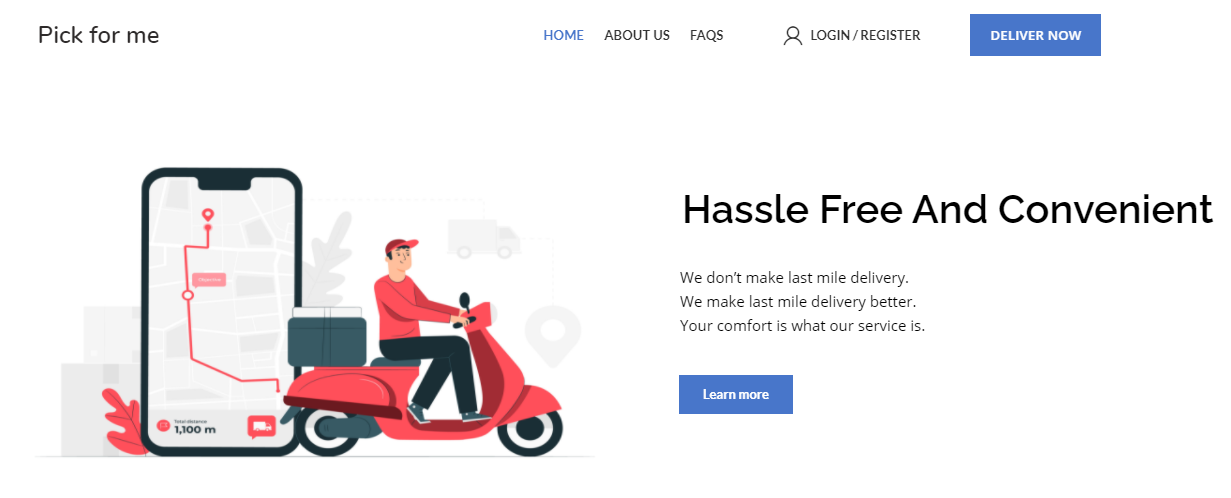 Pick for me
HOME ABOUT US FAQS LOGIN / REGISTER DELIVER NOW
Hassle Free And Convenient
We don’t make last mile delivery.
We make last mile delivery better.
Your comfort is what our service is.
Learn more
Total distance
1,100 m